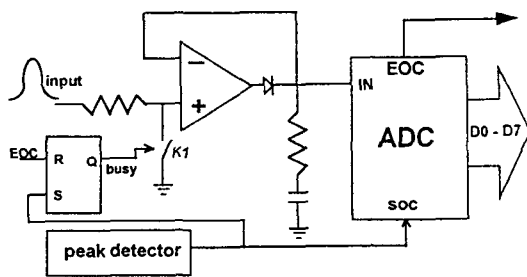 input
EOC
IN
ADC
D0 - D7
K1
EOC
R
Q
busy
S
SOC
peak detector